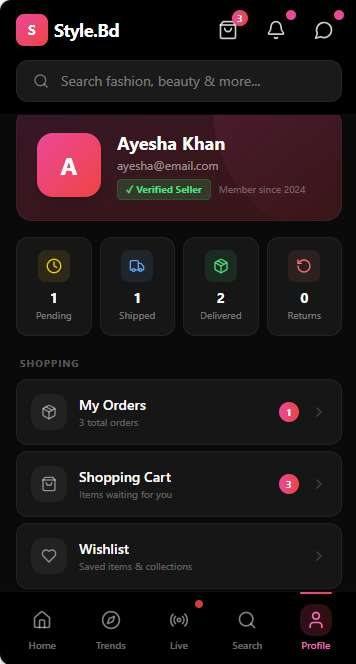 S Style.Bd 3
Search fashion, beauty & more...
A
Ayesha Khan
ayesha@email.com
✓ Verified Seller Member since 2024
1 1 2 0
Pending Shipped Delivered Returns
SHOPPING
My Orders 1
3 total orders
Shopping Cart 3
Items waiting for you
Wishlist
Saved items & collections
Home Trends Live Search Profile